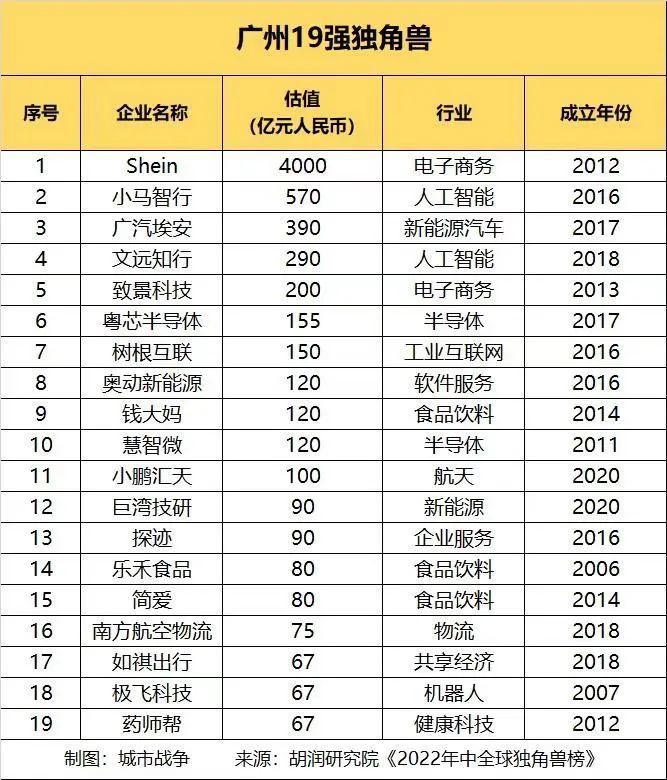 广州19强独角兽
序号 企业名称 估值（亿元人民币） 行业 成立年份
1 Shein 4000 电子商务 2012
2 小马智行 570 人工智能 2016
3 广汽埃安 390 新能源汽车 2017
4 文远知行 290 人工智能 2018
5 致景科技 200 电子商务 2013
6 粤芯半导体 155 半导体 2017
7 树根互联 150 工业互联网 2016
8 奥动新能源 120 软件服务 2016
9 钱大妈 120 食品饮料 2014
10 慧智微 120 半导体 2011
11 小鹏汇天 100 航天 2020
12 巨湾技研 90 新能源 2020
13 探迹 90 企业服务 2016
14 乐禾食品 80 食品饮料 2006
15 简爱 80 食品饮料 2014
16 南方航空物流 75 物流 2018
17 如祺出行 67 共享经济 2018
18 极飞科技 67 机器人 2007
19 药师帮 67 健康科技 2012
制图：城市战争 来源：胡润研究院《2022年中全球独角兽榜》